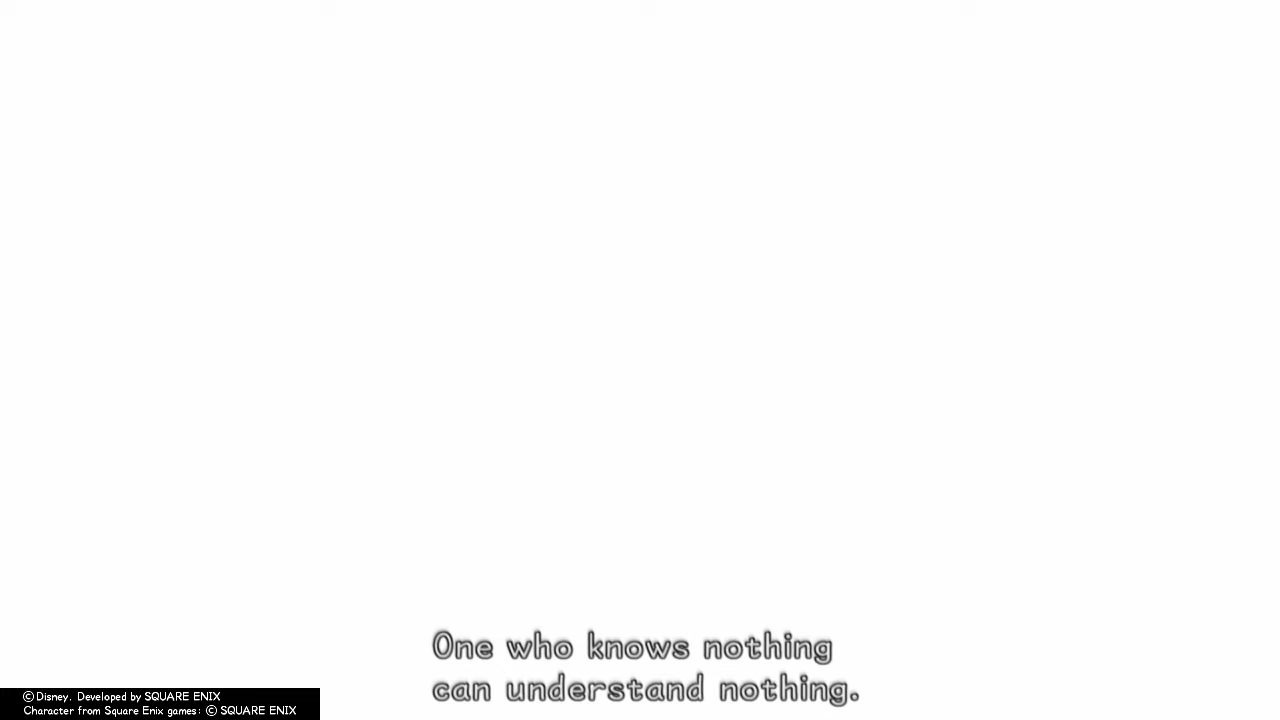 One who knows nothing
can understand nothing.
©Disney. Developed by SQUARE ENIX
Character from Square Enix games: © SQUARE ENIX